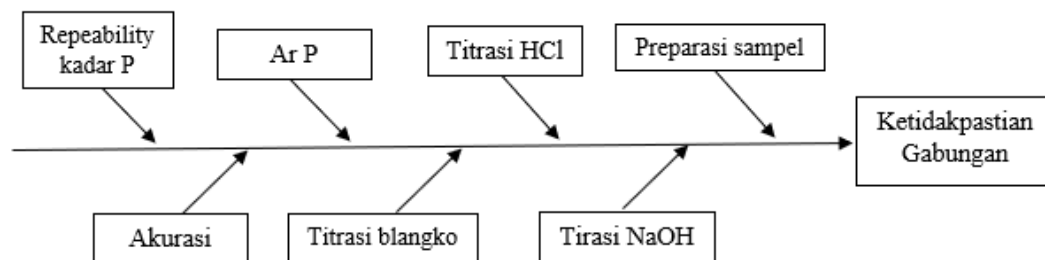 Repeability
kadar P
Ar P
Titrasi HCl
Preparasi sampel
Ketidakpastian
Gabungan
Akurasi
Titrasi blangko
Tirasi NaOH